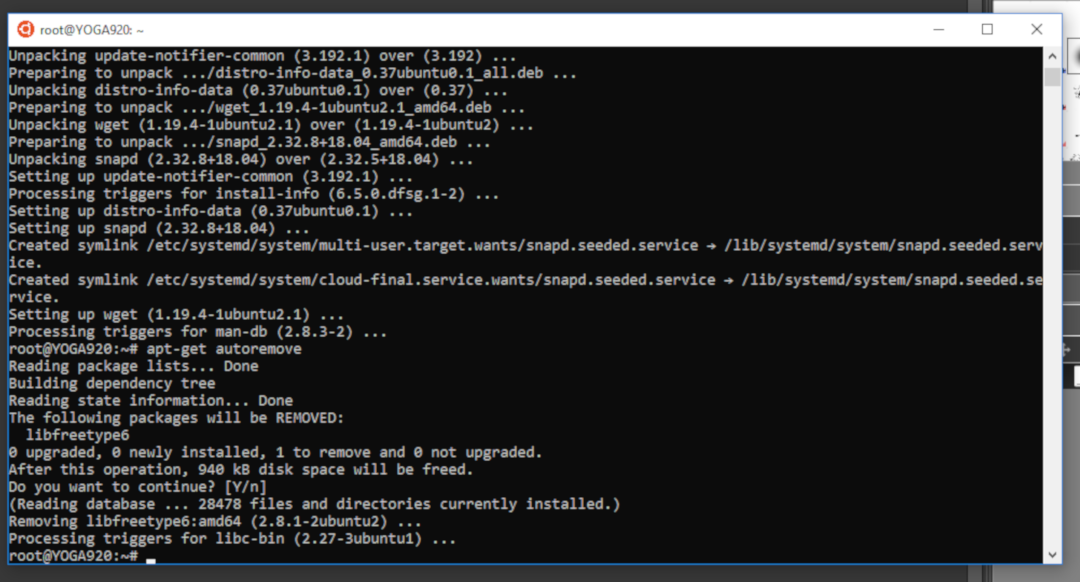 root@YOGA920: ~
Unpacking update-notifier-common (3.192.1) over (3.192) ...
Preparing to unpack .../distro-info-data_0.37ubuntu0.1_all.deb ...
Unpacking distro-info-data (0.37ubuntu0.1) over (0.37) ...
Preparing to unpack .../wget_1.19.4-1ubuntu2.1_amd64.deb ...
Unpacking wget (1.19.4-1ubuntu2.1) over (1.19.4-1ubuntu2) ...
Preparing to unpack .../snapd_2.32.8+18.04_amd64.deb ...
Unpacking snapd (2.32.8+18.04) over (2.32.5+18.04) ...
Setting up update-notifier-common (3.192.1) ...
Processing triggers for install-info (6.5.0.dfsg.1-2) ...
Setting up distro-info-data (0.37ubuntu0.1) ...
Setting up snapd (2.32.8+18.04) ...
Created symlink /etc/systemd/system/multi-user.target.wants/snapd.seeded.service → /lib/systemd/system/snapd.seeded.serv
ice.
Created symlink /etc/systemd/system/cloud-final.service.wants/snapd.seeded.service → /lib/systemd/system/snapd.seeded.se
rvice.
Setting up wget (1.19.4-1ubuntu2.1) ...
Processing triggers for man-db (2.8.3-2) ...
root@YOGA920:~# apt-get autoremove
Reading package lists... Done
Building dependency tree
Reading state information... Done
The following packages will be REMOVED:
  libfreetype6
0 upgraded, 0 newly installed, 1 to remove and 0 not upgraded.
After this operation, 940 kB disk space will be freed.
Do you want to continue? [Y/n]
(Reading database ... 28478 files and directories currently installed.)
Removing libfreetype6:amd64 (2.8.1-2ubuntu2) ...
Processing triggers for libc-bin (2.27-3ubuntu1) ...
root@YOGA920:~#